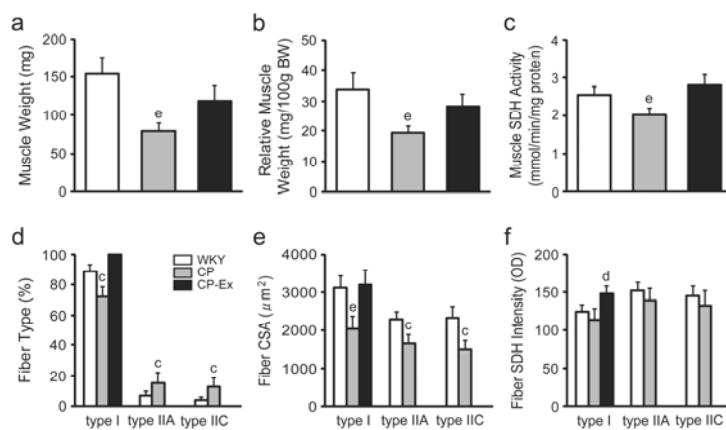 a
Muscle Weight (mg)
200
150
100
50
0
e
b
Relative Muscle
Weight (mg/100g BW)
50
40
30
20
10
0
e
c
Muscle SDH Activity
(mmol/min/mg protein)
4
3
2
1
0
e
d
Fiber Type (%)
100
80
60
40
20
0
c
c
c
WKY
CP
CP-Ex
type I type IIA type IIC
e
Fiber CSA (μm²)
4000
3000
2000
1000
0
e
c
c
type I type IIA type IIC
f
Fiber SDH Intensity (OD)
200
150
100
50
0
d
type I type IIA type IIC